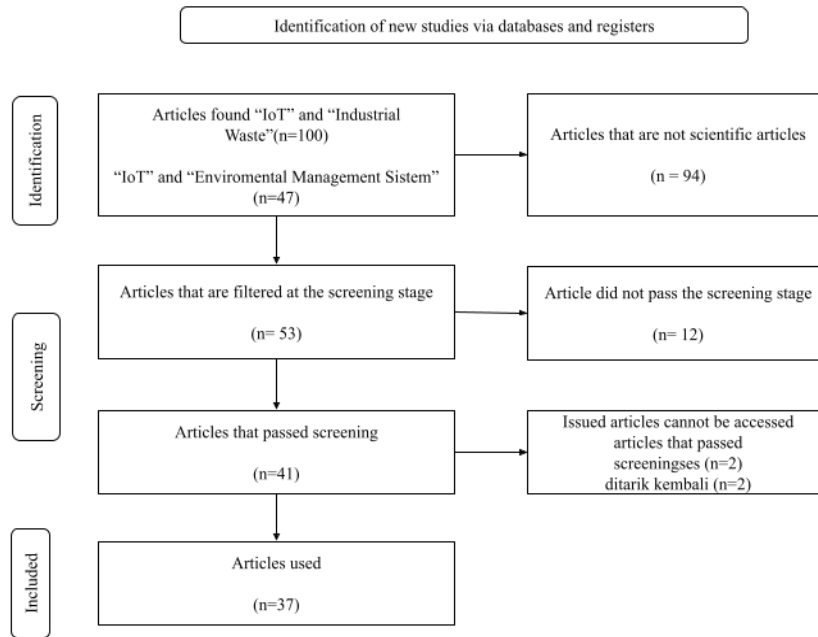 Identification of new studies via databases and registers
Identification
Articles found “IoT” and “Industrial
Waste”(n=100)
“IoT” and “Enviromental Management Sistem”
(n=47)
Articles that are not scientific articles
(n = 94)
Screening
Articles that are filtered at the screening stage
(n= 53)
Article did not pass the screening stage
(n= 12)
Articles that passed screening
(n=41)
Issued articles cannot be accessed
articles that passed
screeningses (n=2)
ditarik kembali (n=2)
Included
Articles used
(n=37)